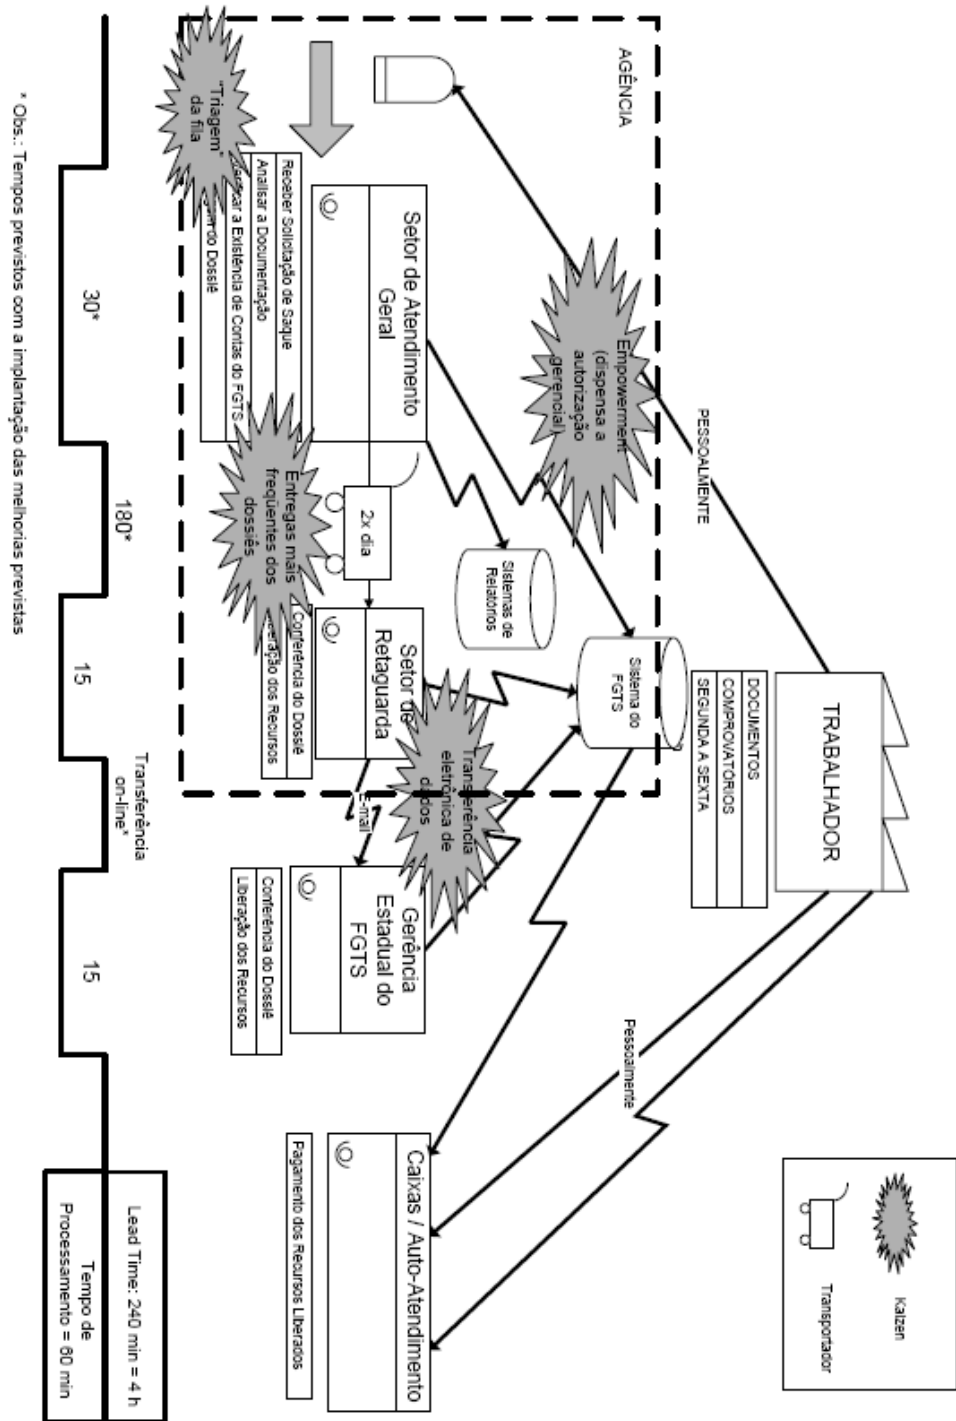 AGÊNCIA
PESSOALMENTE
TRABALHADOR
DOCUMENTOS
COMPROVATÓRIOS
SEGUNDA A SEXTA
Kaizen
Transportador
Empowerment
(dispensa a
autorização
gerencial)
Sistemas de
Relatórios
Sistema do
FGTS
Pessoalmente
"Triagem"
da fila
Setor de Atendimento
Geral
Receber Solicitação de Saque
Analisar a Documentação
a Existência de Contas do FGTS
do Dossiê
2x dia
Entregas mais
freqüentes dos
dossiês
Setor de
Retaguarda
Conferência do Dossiê
dos Recursos
Transferência
eletrônica de
dados
E-mail
Gerência
Estadual do
FGTS
Conferência do Dossiê
Liberação dos Recursos
Caixas / Auto-Atendimento
Pagamento dos Recursos Liberados
30*
180*
15
Transferência
on-line*
15
Lead Time: 240 min = 4 h
Tempo de
Processamento = 60 min
* Obs.: Tempos previstos com a implantação das melhorias previstas